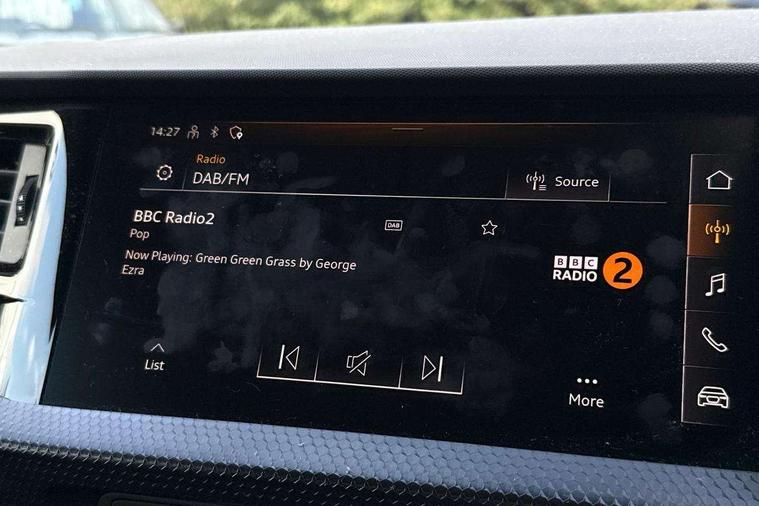 14:27
Radio
DAB/FM
Source
BBC Radio2
DAB
Pop
Now Playing: Green Green Grass by George
Ezra
BBC
RADIO 2
List
More